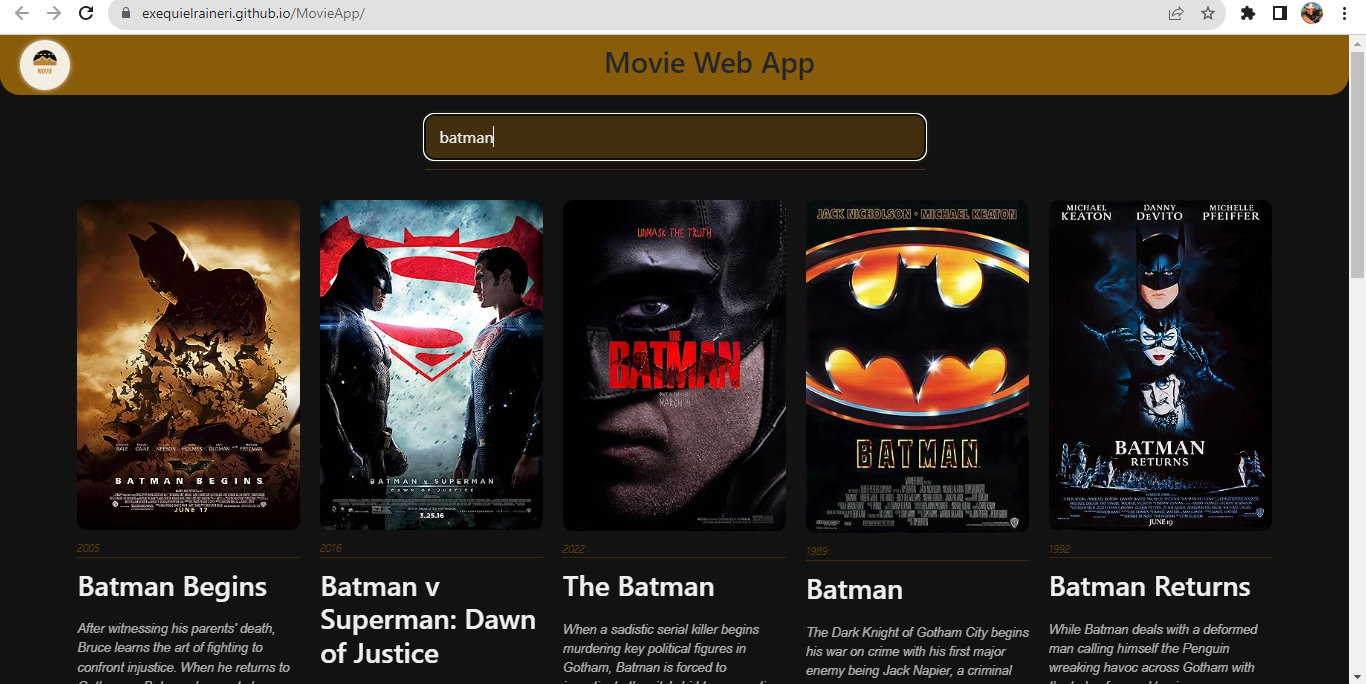 exequielraineri.github.io/MovieApp/
MOVIE
Movie Web App
batman
BATMAN BEGINS
JUNE 17
BATMAN v SUPERMAN
DAWN OF JUSTICE
3.25.16
UNMASK THE TRUTH
THE
BATMAN
MARCH 4
JACK NICHOLSON · MICHAEL KEATON
BATMAN
MICHAEL KEATON
DANNY DEVITO
MICHELLE PFEIFFER
BATMAN
RETURNS
JUNE 19
2005
Batman Begins
After witnessing his parents' death,
Bruce learns the art of fighting to
confront injustice. When he returns to
2016
Batman v
Superman: Dawn
of Justice
2022
The Batman
When a sadistic serial killer begins
murdering key political figures in
Gotham, Batman is forced to
1989
Batman
The Dark Knight of Gotham City begins
his war on crime with his first major
enemy being Jack Napier, a criminal
1992
Batman Returns
While Batman deals with a deformed
man calling himself the Penguin
wreaking havoc across Gotham with